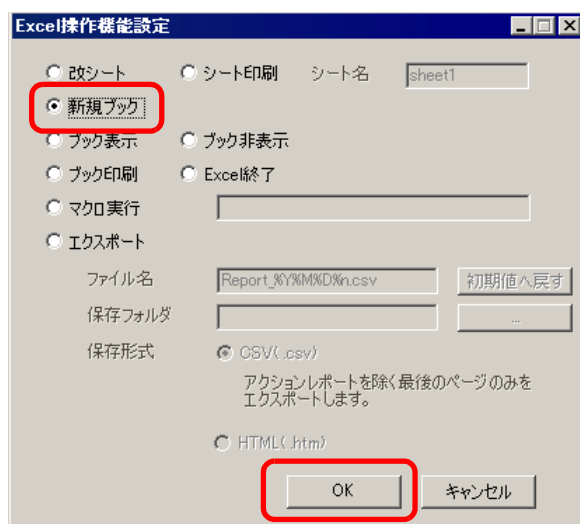 Excel操作機能設定
改シート シート印刷 シート名 sheet1
新規ブック
ブック表示 ブック非表示
ブック印刷 Excel終了
マクロ実行
エクスポート
ファイル名 Report_%Y%M%D%n.csv 初期値へ戻す
保存フォルダ ...
保存形式 CSV(.csv)
アクションレポートを除く最後のページのみを
エクスポートします。
HTML(.htm)
OK キャンセル